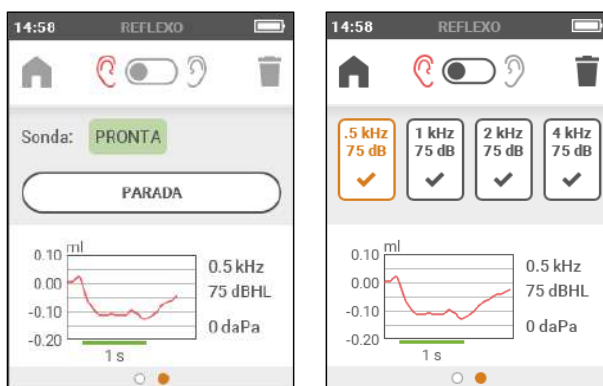 14:58 REFLEXO
Sonda: PRONTA
PARADA
ml
0.10
0.00
-0.10
-0.20
1 s
0.5 kHz
75 dBHL
0 daPa
14:58 REFLEXO
.5 kHz 1 kHz 2 kHz 4 kHz
75 dB 75 dB 75 dB 75 dB
ml
0.10
0.00
-0.10
-0.20
1 s
0.5 kHz
75 dBHL
0 daPa